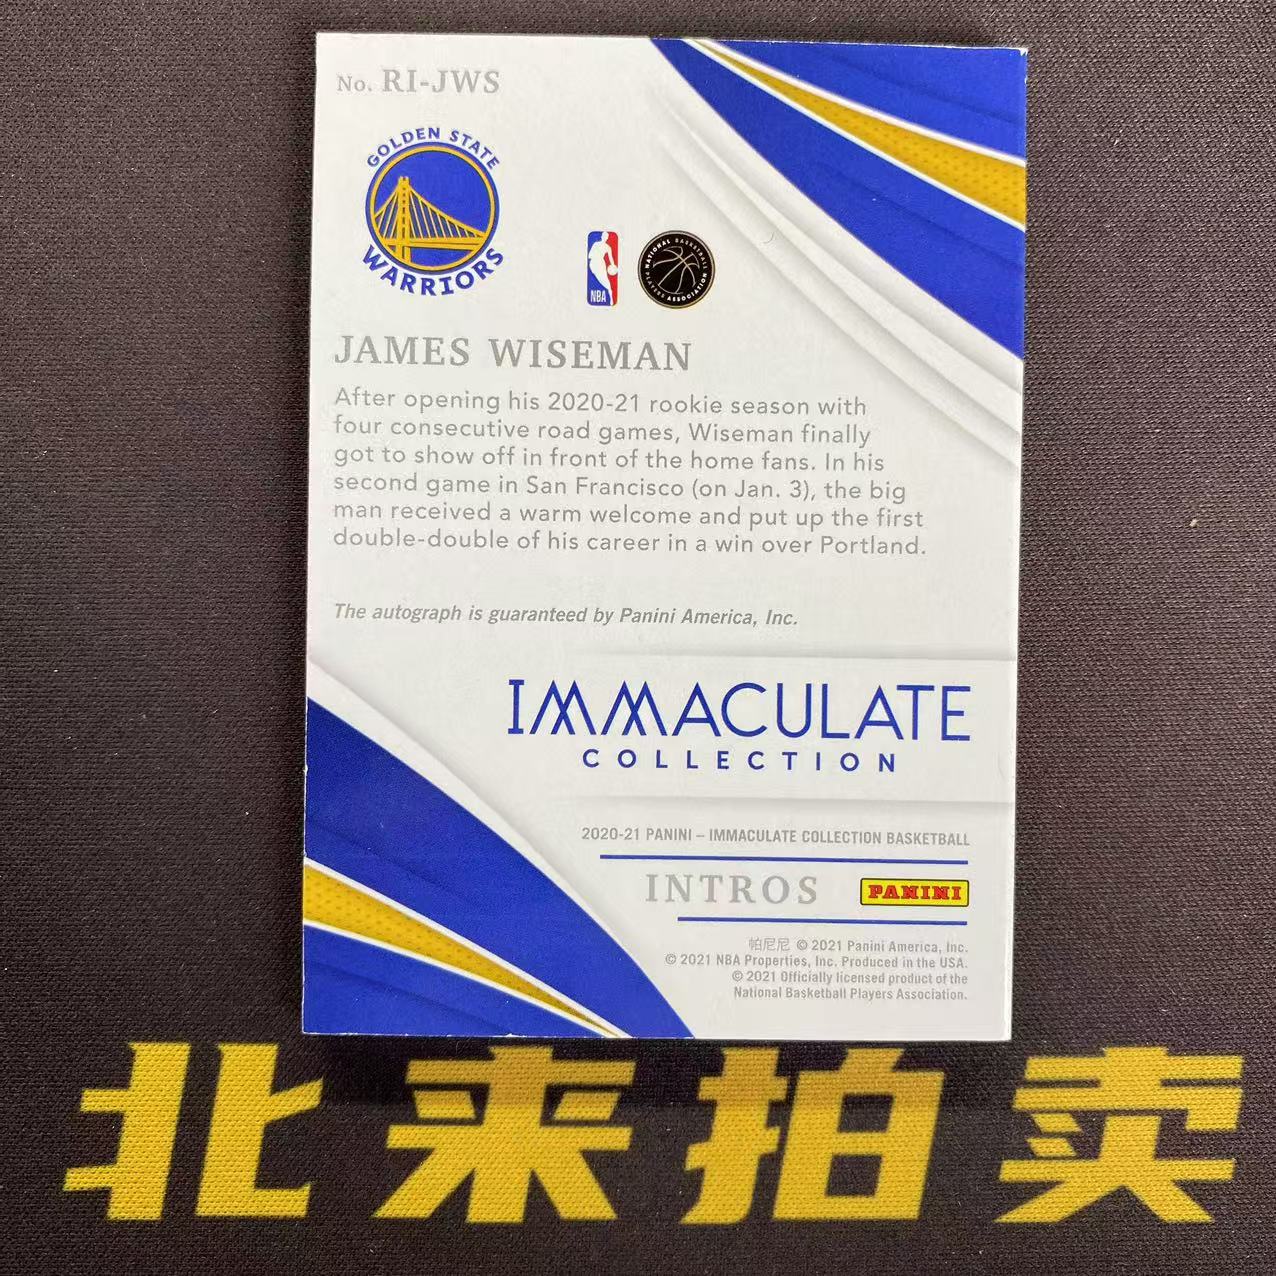 No. RI-JWS
GOLDEN STATE
WARRIORS
NBA
NATIONAL BASKETBALL
PLAYERS ASSOCIATION
JAMES WISEMAN
After opening his 2020-21 rookie season with
four consecutive road games, Wiseman finally
got to show off in front of the home fans. In his
second game in San Francisco (on Jan. 3), the big
man received a warm welcome and put up the first
double-double of his career in a win over Portland.
The autograph is guaranteed by Panini America, Inc.
IMMACULATE
COLLECTION
2020-21 PANINI – IMMACULATE COLLECTION BASKETBALL
INTROS
PANINI
帕尼尼 © 2021 Panini America, Inc.
© 2021 NBA Properties, Inc. Produced in the USA.
© 2021 Officially licensed product of the
National Basketball Players Association.
北来拍卖